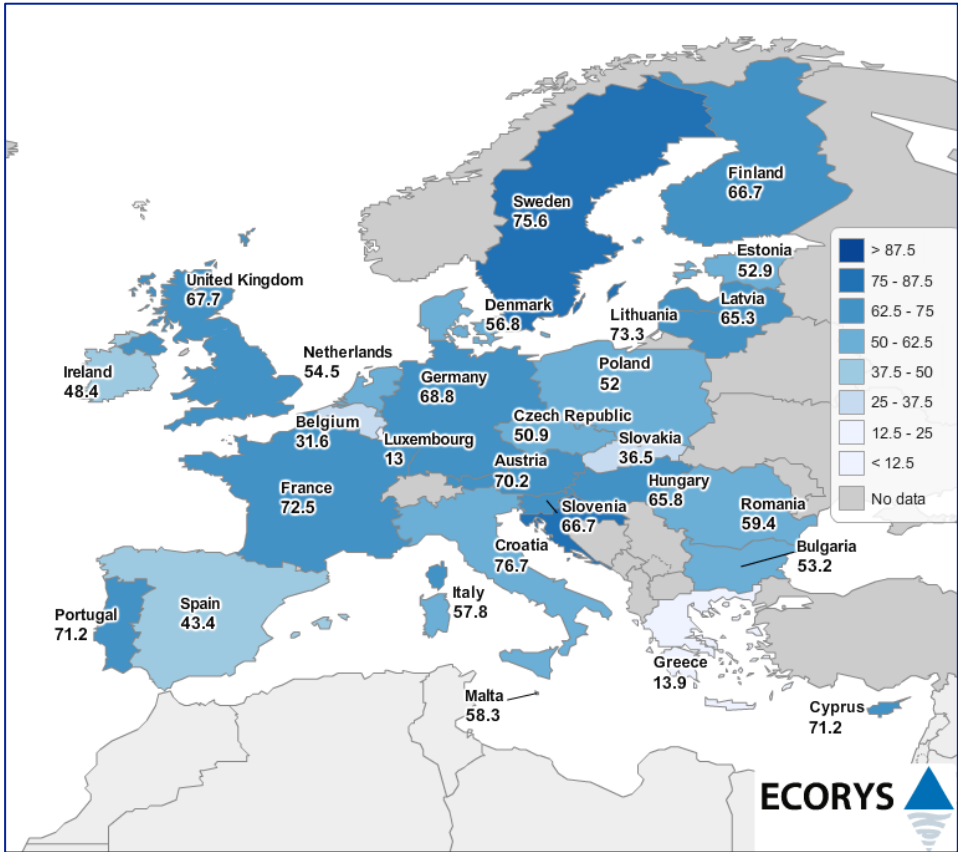 Finland
66.7
Sweden
75.6
> 87.5
75 - 87.5
62.5 - 75
50 - 62.5
37.5 - 50
25 - 37.5
12.5 - 25
< 12.5
No data
Estonia
52.9
United Kingdom
67.7
Denmark
56.8
Latvia
65.3
Lithuania
73.3
Netherlands
54.5
Ireland
48.4
Germany
68.8
Poland
52
Belgium
31.6
Luxembourg
13
Czech Republic
50.9
Slovakia
36.5
Austria
70.2
Hungary
65.8
France
72.5
Slovenia
66.7
Romania
59.4
Croatia
76.7
Bulgaria
53.2
Italy
57.8
Portugal
71.2
Spain
43.4
Greece
13.9
Malta
58.3
Cyprus
71.2
ECORYS